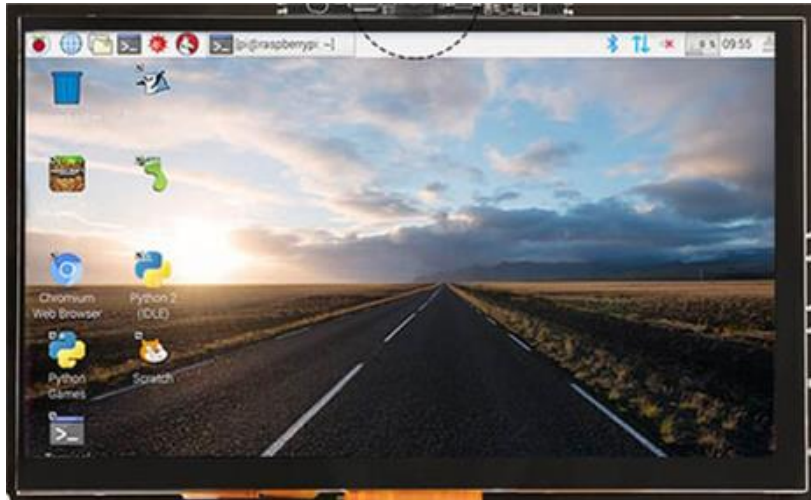 [pi@raspberrypi: ~]
09:55
Chromium
Web Browser
Python 2
(IDLE)
Python
Games
Scratch